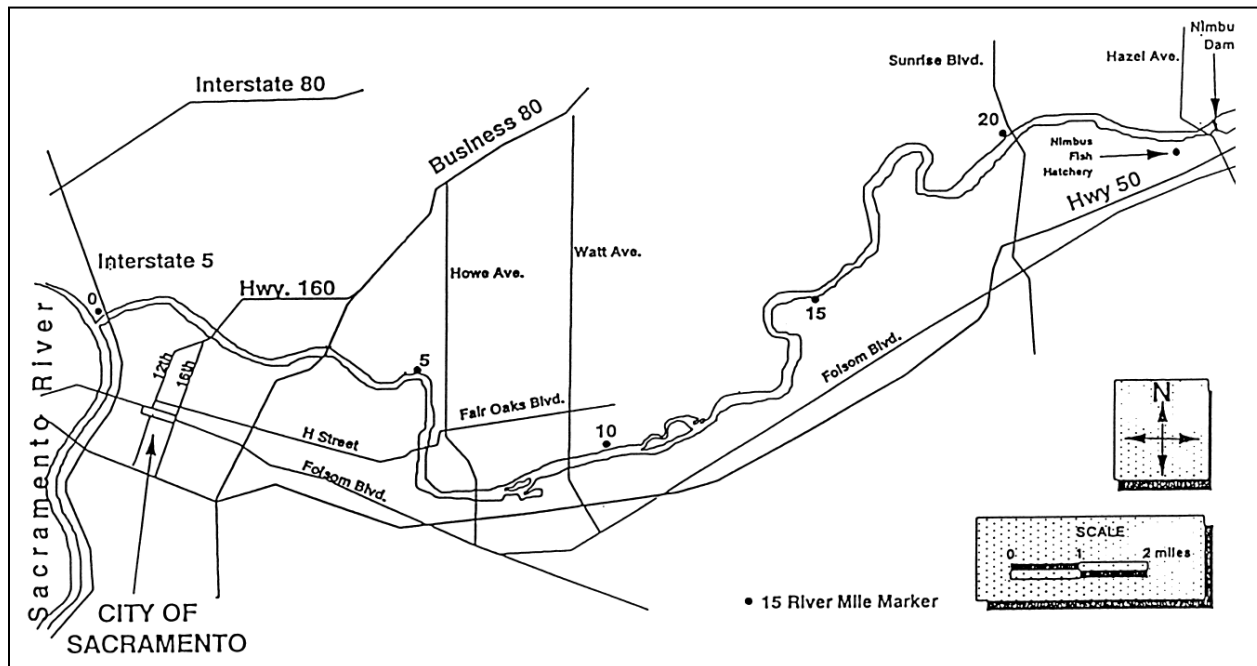 Nimbu
Dam
Hazel Ave.
Sunrise Blvd.
Interstate 80
Business 80
20
Nimbus
Fish
Hatchery
Hwy 50
Watt Ave.
Howe Ave.
Interstate 5
0
Hwy. 160
15
Sacramento River
12th
16th
5
Folsom Blvd.
Fair Oaks Blvd.
H Street
10
Folsom Blvd.
N
SCALE
0 1 2 miles
15 River Mile Marker
CITY OF
SACRAMENTO